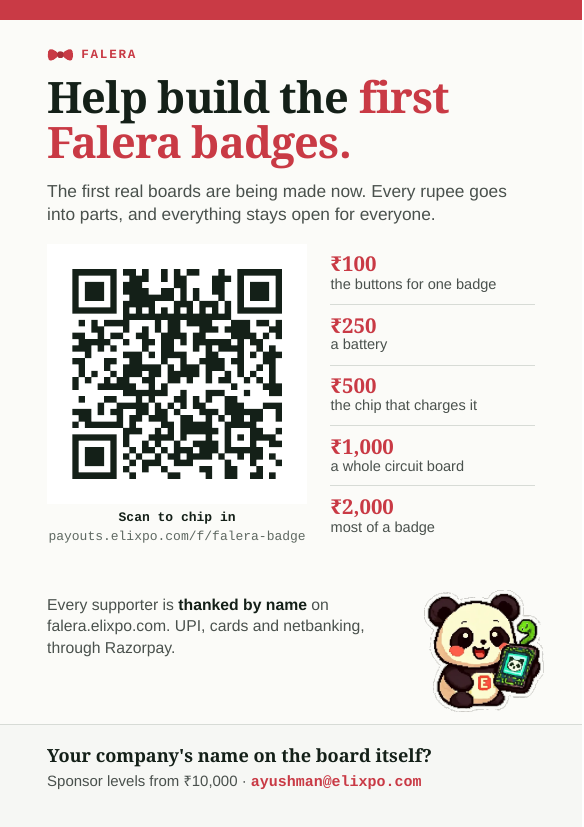 FALERA
Help build the first
Falera badges.
The first real boards are being made now. Every rupee goes
into parts, and everything stays open for everyone.
₹100
the buttons for one badge
₹250
a battery
₹500
the chip that charges it
₹1,000
a whole circuit board
₹2,000
most of a badge
Scan to chip in
payouts.elixpo.com/f/falera-badge
Every supporter is thanked by name on
falera.elixpo.com. UPI, cards and netbanking,
through Razorpay.
E
Your company's name on the board itself?
Sponsor levels from ₹10,000 · ayushman@elixpo.com